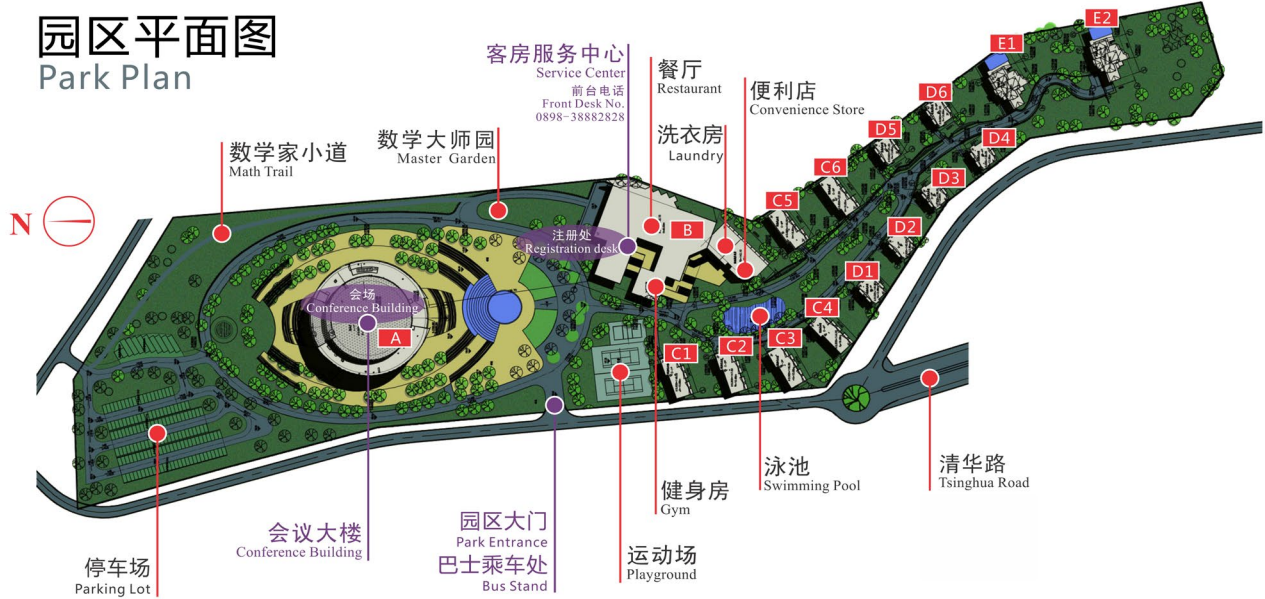 园区平面图
Park Plan
客房服务中心
Service Center
前台电话
Front Desk No.
0898-38882828
餐厅
Restaurant
便利店
Convenience Store
洗衣房
Laundry
数学大师园
Master Garden
数学家小道
Math Trail
N
E2
E1
D6
D5
D4
C6
D3
C5
D2
注册处
Registration desk
B
D1
会场
Conference Building
A
C4
C3
C2
C1
泳池
Swimming Pool
清华路
Tsinghua Road
健身房
Gym
园区大门
Park Entrance
巴士乘车处
Bus Stand
会议大楼
Conference Building
运动场
Playground
停车场
Parking Lot